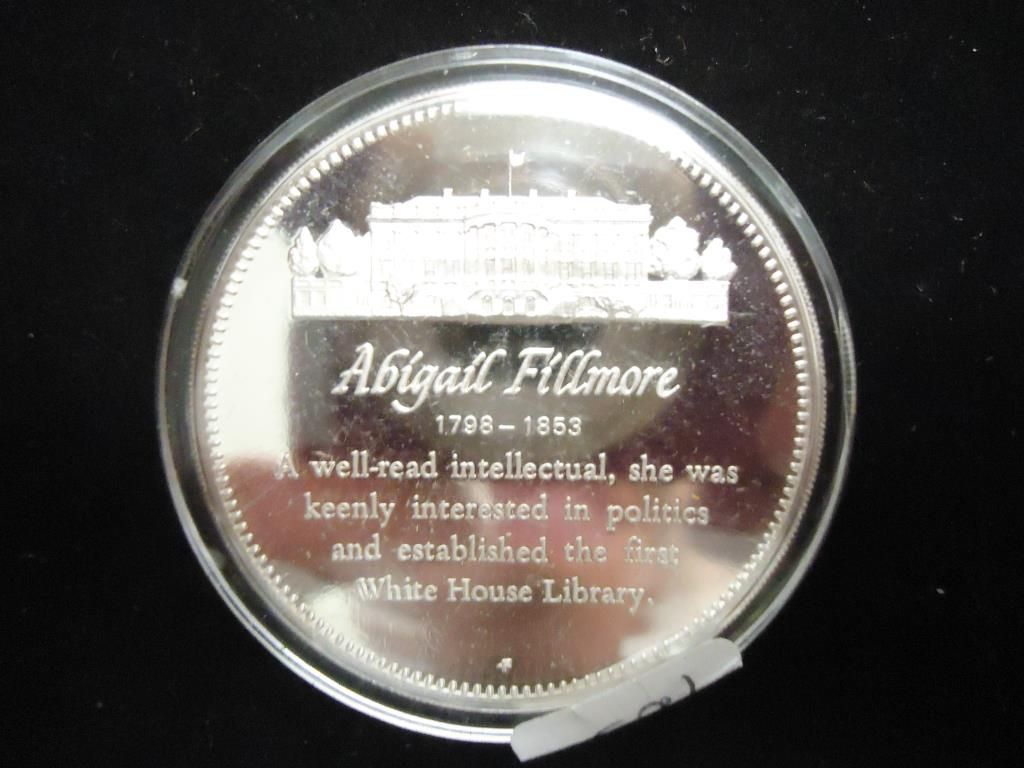 Abigail Fillmore
1798 – 1853
A well-read intellectual, she was
keenly interested in politics
and established the first
White House Library.